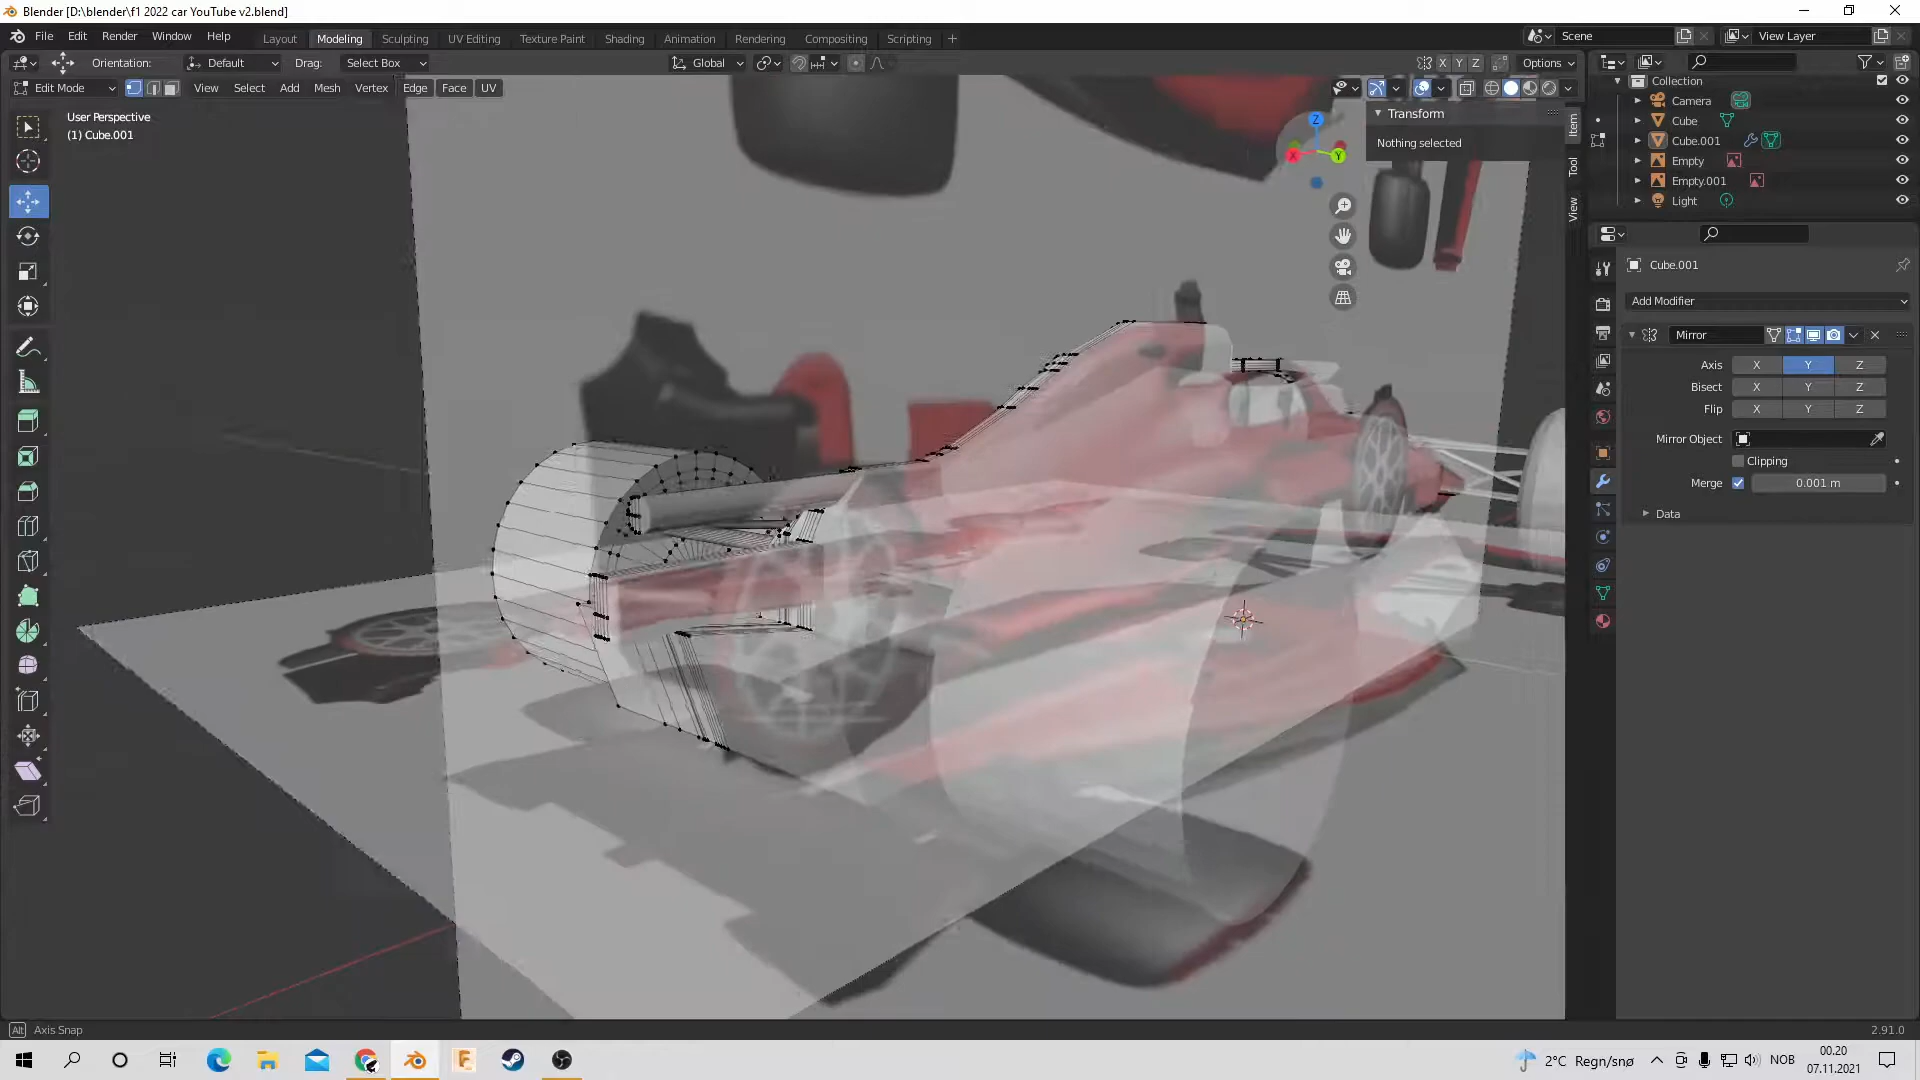 Blender [D:\blender\f1 2022 car YouTube v2.blend]
File Edit Render Window Help
Layout Modeling Sculpting UV Editing Texture Paint Shading Animation Rendering Compositing Scripting +
Scene
View Layer
Orientation: Default Drag: Select Box
Global
X Y Z Options
Edit Mode View Select Add Mesh Vertex Edge Face UV
User Perspective
(1) Cube.001
Transform
Nothing selected
Item
Tool
View
Z
X
Y
Collection
Camera
Cube
Cube.001
Empty
Empty.001
Light
Cube.001
Add Modifier
Mirror
Axis X Y Z
Bisect X Y Z
Flip X Y Z
Mirror Object
Clipping
Merge 0.001 m
Data
Alt Axis Snap
2.91.0
2°C Regn/snø
NOB
00.20
07.11.2021